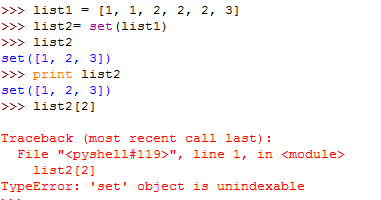 >>> list1 = [1, 1, 2, 2, 2, 3]
>>> list2= set(list1)
>>> list2
set([1, 2, 3])
>>> print list2
set([1, 2, 3])
>>> list2[2]
Traceback (most recent call last):
  File "<pyshell#119>", line 1, in <module>
    list2[2]
TypeError: 'set' object is unindexable